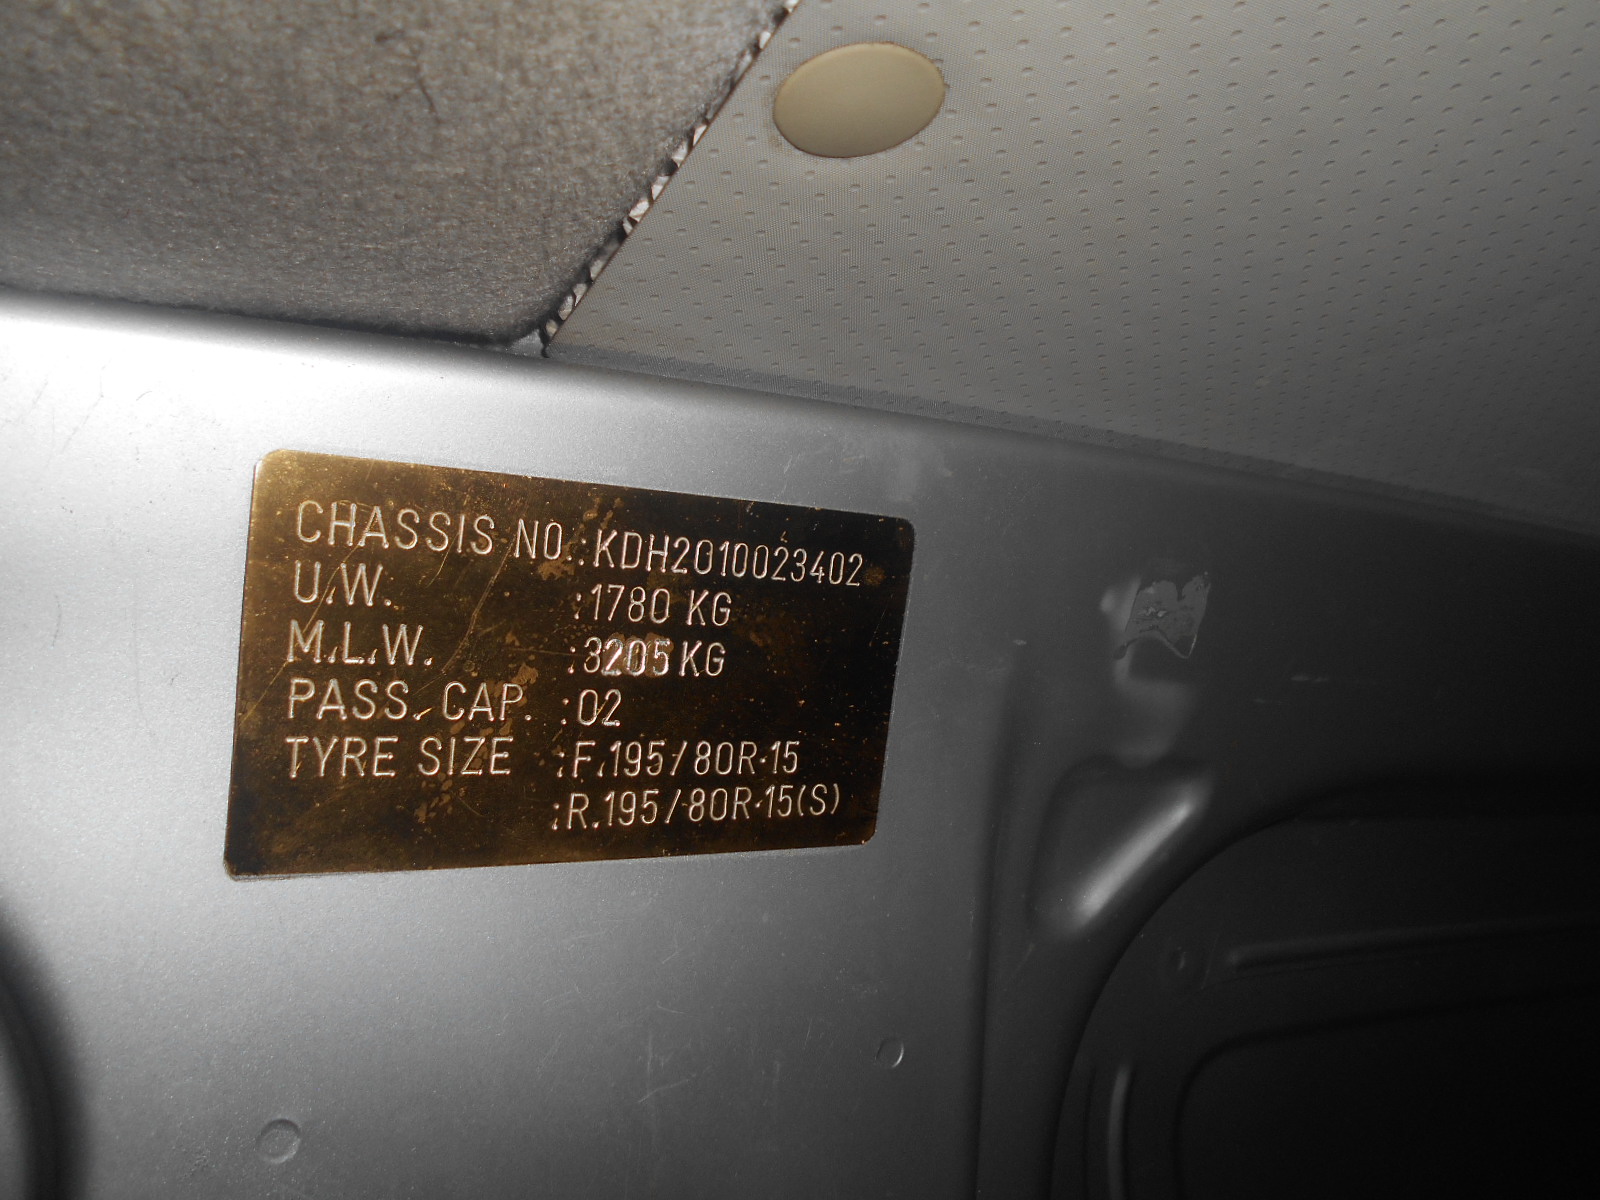 CHASSIS NO. :KDH2010023402
U.W. :1780 KG
M.L.W. :3205 KG
PASS. CAP. :02
TYRE SIZE :F.195/80R.15
:R.195/80R.15(S)